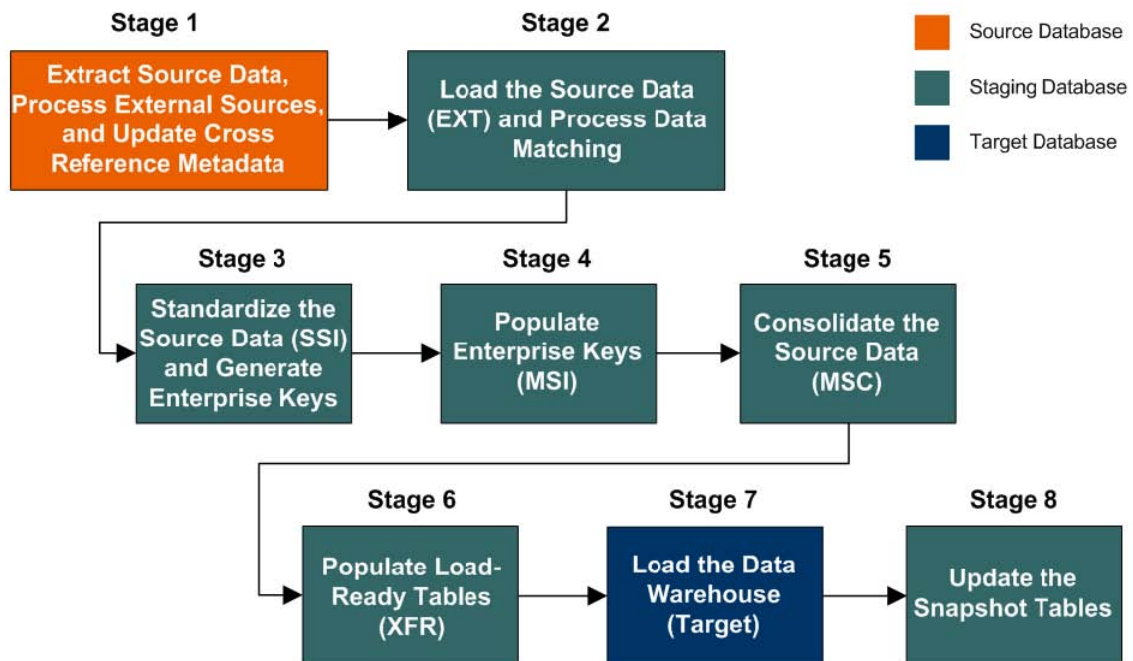 Stage 1
Stage 2
Source Database
Staging Database
Target Database
Extract Source Data,
Process External Sources,
and Update Cross
Reference Metadada
Load the Source Data
(EXT) and Process Data
Matching
Stage 3
Stage 4
Stage 5
Standardize the
Source Data (SSI)
and Generate
Enterprise Keys
Populate
Enterprise Keys
(MSI)
Consolidate the
Source Data
(MSC)
Stage 6
Stage 7
Stage 8
Populate Load-
Ready Tables
(XFR)
Load the Data
Warehouse
(Target)
Update the
Snapshot Tables